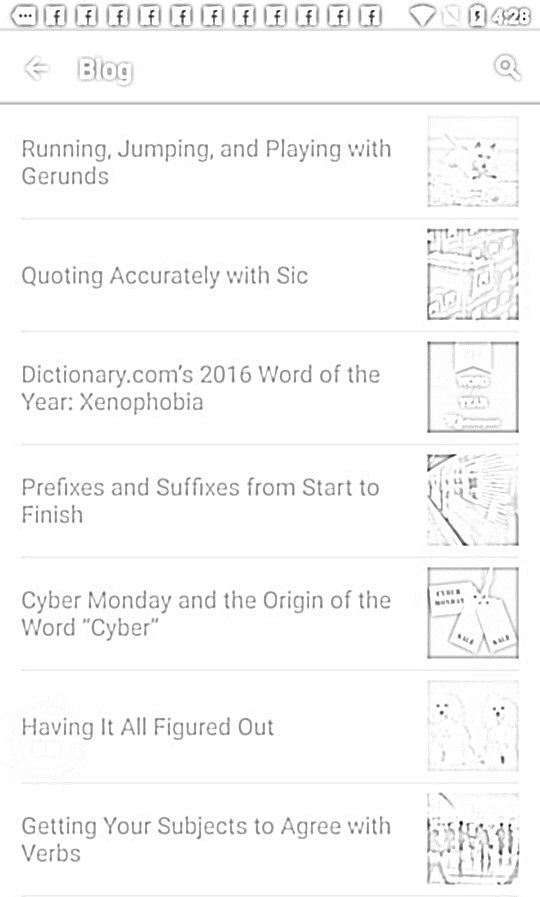 4:28
Blog
Running, Jumping, and Playing with
Gerunds
Quoting Accurately with Sic
Dictionary.com's 2016 Word of the
Year: Xenophobia
WORD
YEAR
Prefixes and Suffixes from Start to
Finish
Cyber Monday and the Origin of the
Word “Cyber”
CYBER
MONDAY
SALE
SALE
Having It All Figured Out
Getting Your Subjects to Agree with
Verbs